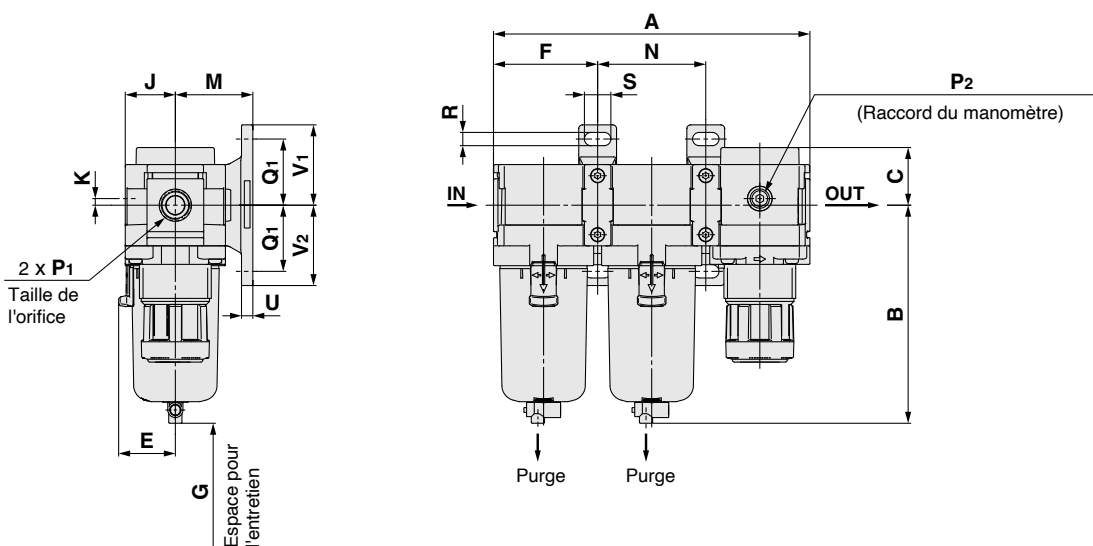 A
F
N
S
R
P2
(Raccord du manomètre)
C
IN
OUT
B
Purge
Purge
J
M
K
Q1
V1
Q1
V2
U
2 x P1
Taille de
l'orifice
E
G
Espace pour
l'entretien